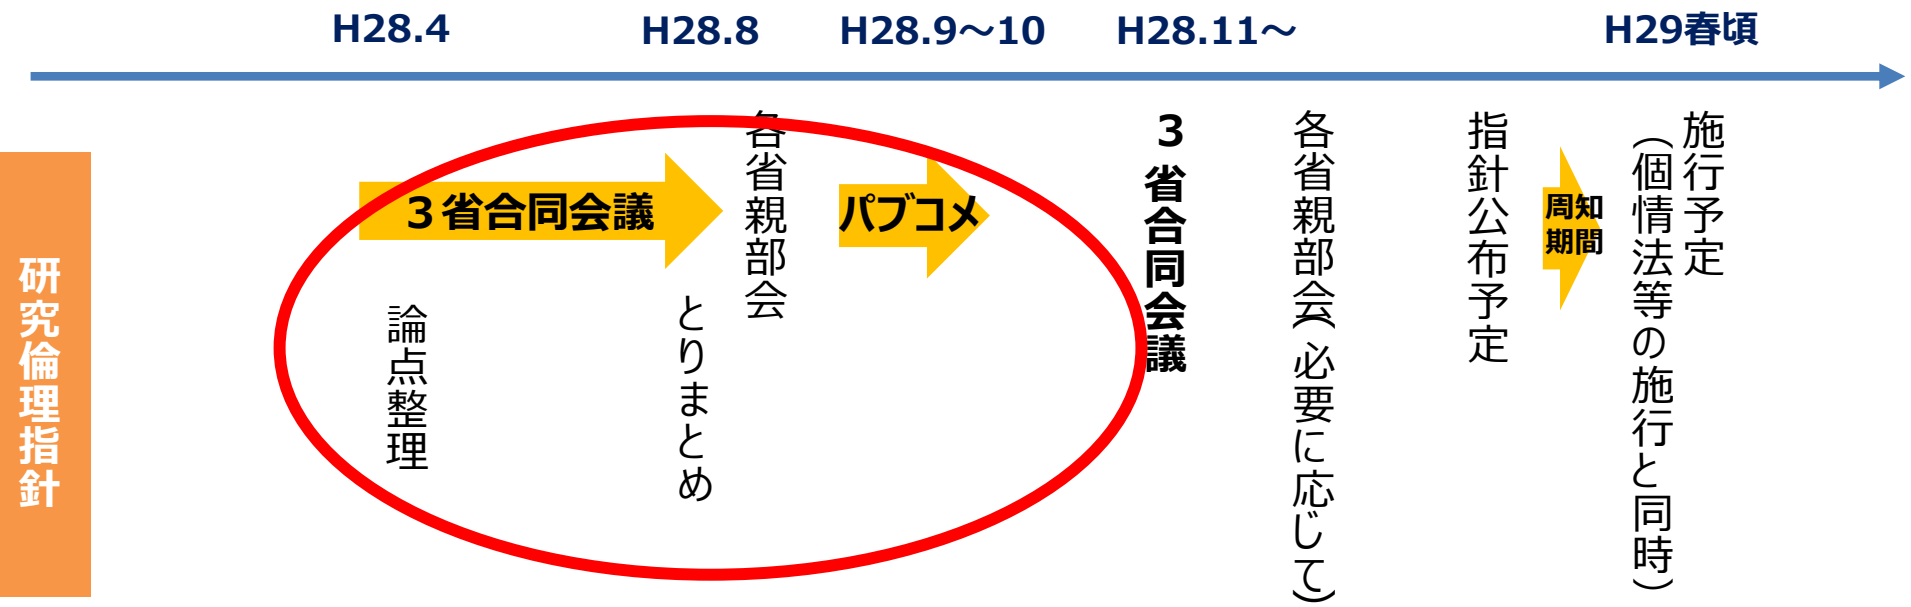 H28.4
H28.8
H28.9～10
H28.11～
H29春頃
研究倫理指針
３省合同会議
論点整理
とりまとめ
各省親部会
パブコメ
３省合同会議
各省親部会（必要に応じて）
指針公布予定
周知
期間
施行予定
（個情法等の施行と同時）